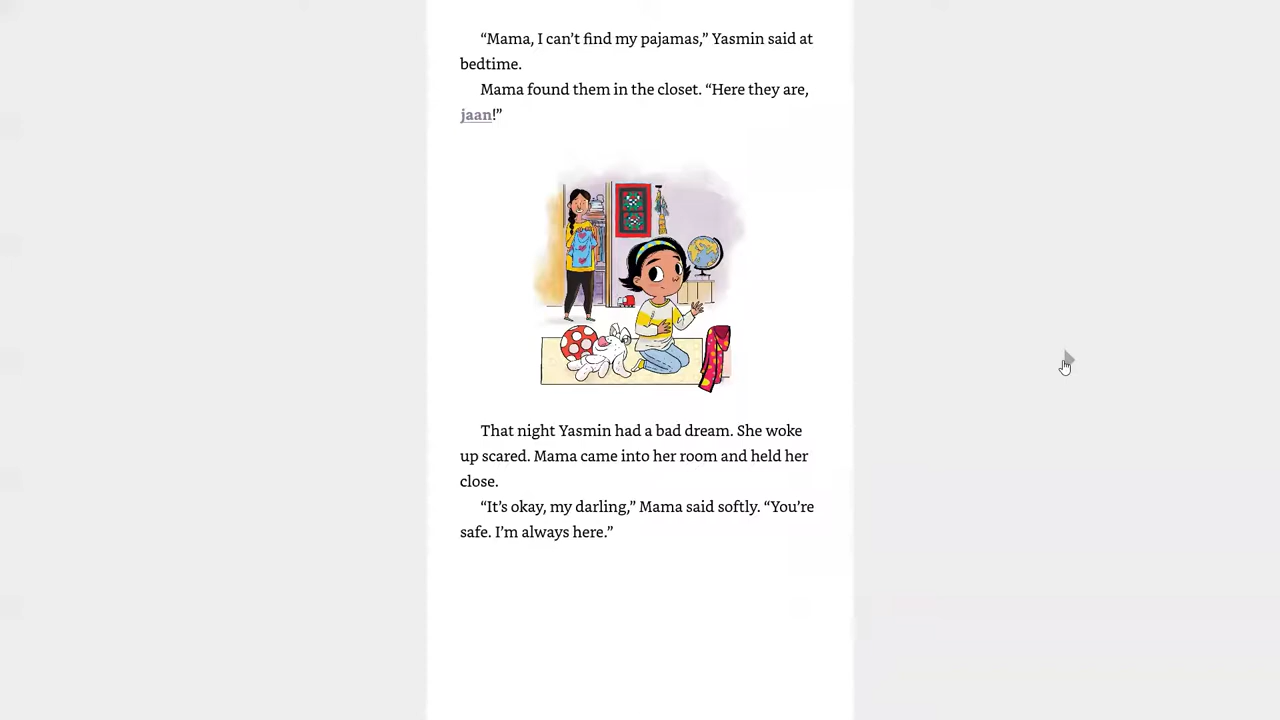 “Mama, I can’t find my pajamas,” Yasmin said at
bedtime.
Mama found them in the closet. “Here they are,
jaan!”
That night Yasmin had a bad dream. She woke
up scared. Mama came into her room and held her
close.
“It’s okay, my darling,” Mama said softly. “You’re
safe. I’m always here.”